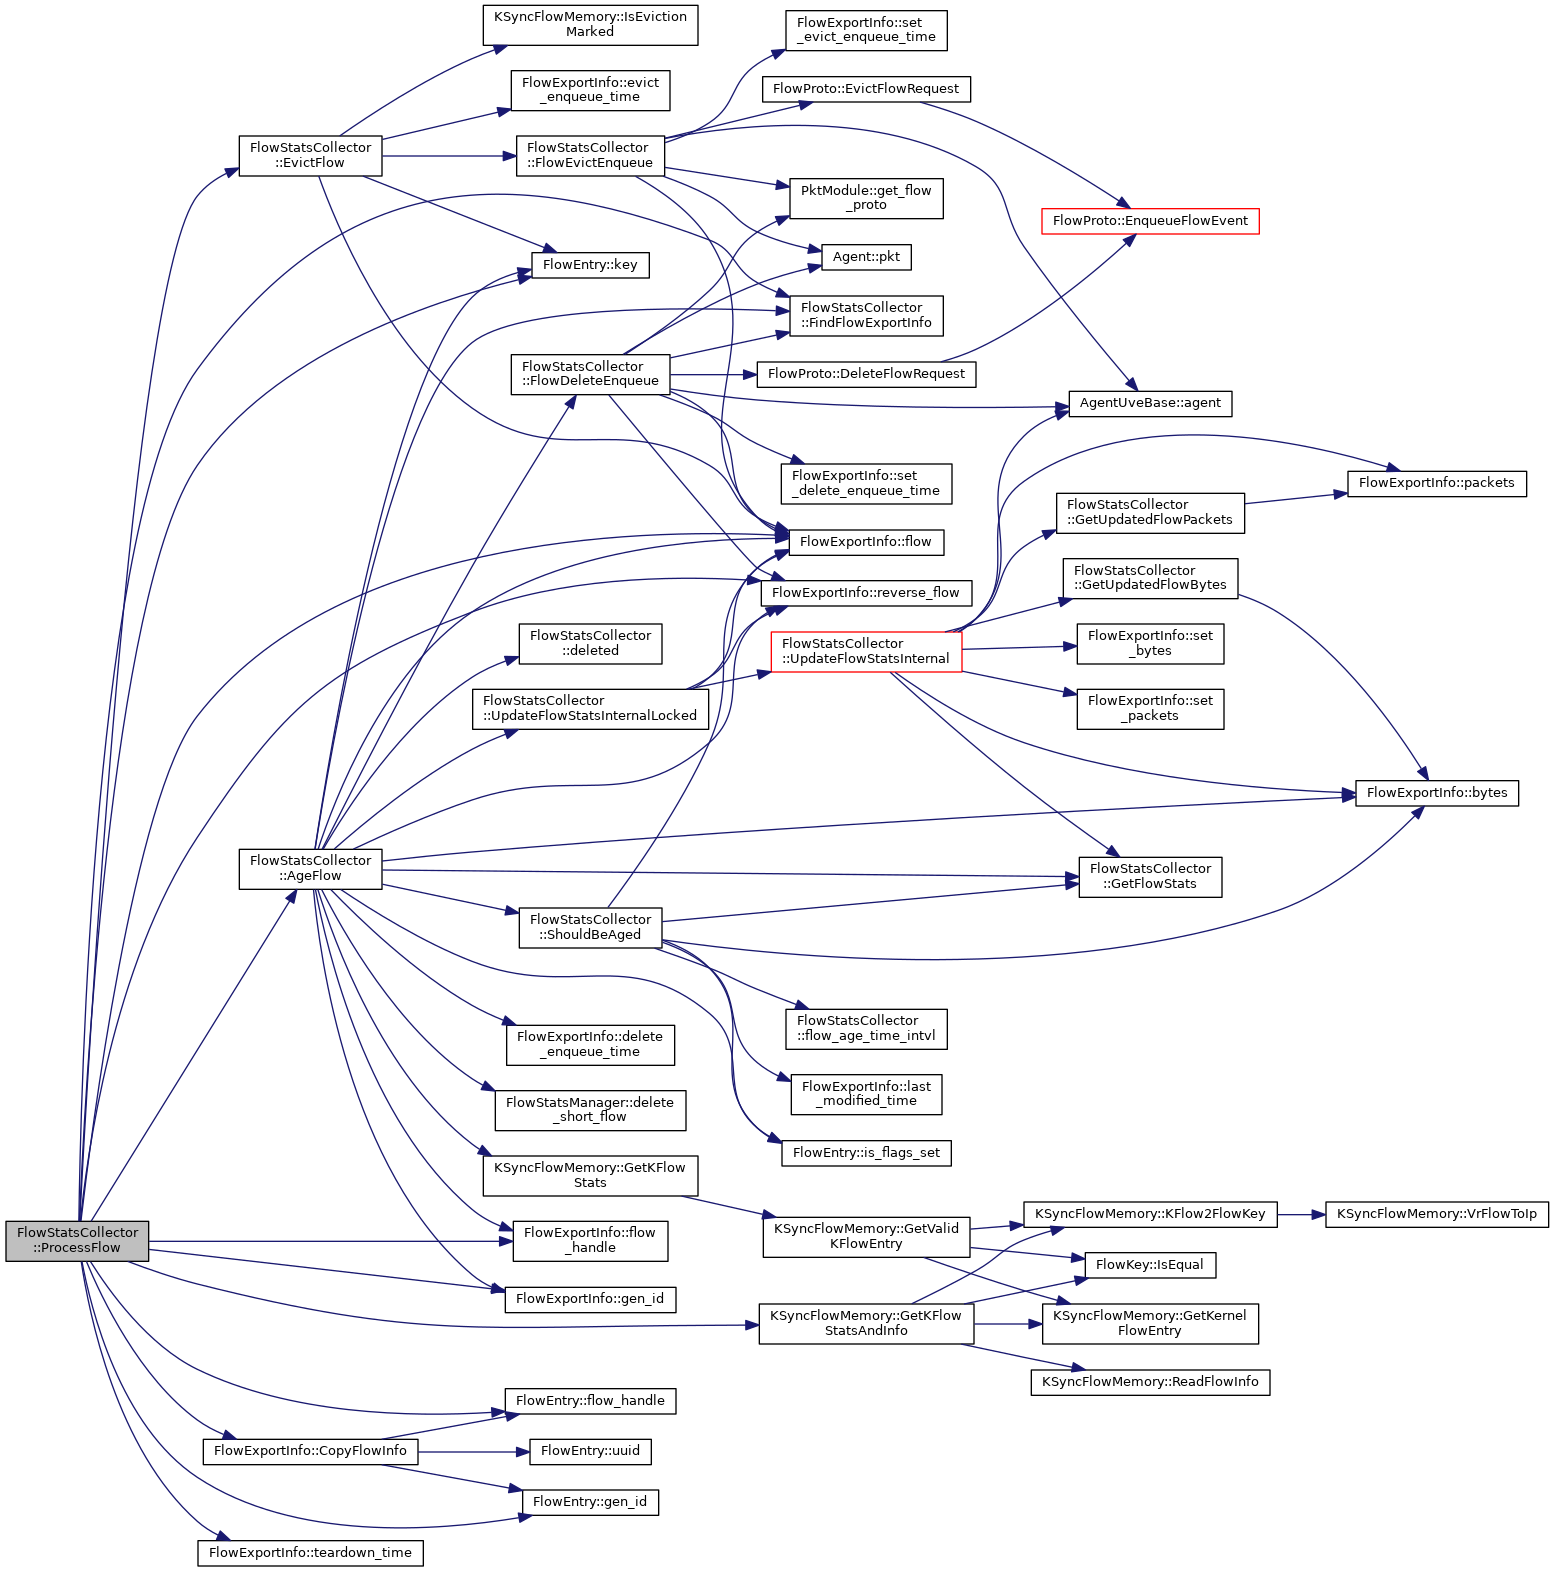 KSyncFlowMemory::IsEviction
Marked
FlowExportInfo::set
_evict_enqueue_time
FlowExportInfo::evict
_enqueue_time
FlowProto::EvictFlowRequest
FlowStatsCollector
::EvictFlow
FlowStatsCollector
::FlowEvictEnqueue
PktModule::get_flow
_proto
FlowProto::EnqueueFlowEvent
FlowEntry::key
Agent::pkt
FlowStatsCollector
::FindFlowExportInfo
FlowStatsCollector
::FlowDeleteEnqueue
FlowProto::DeleteFlowRequest
AgentUveBase::agent
FlowExportInfo::set
_delete_enqueue_time
FlowExportInfo::packets
FlowStatsCollector
::GetUpdatedFlowPackets
FlowExportInfo::flow
FlowStatsCollector
::GetUpdatedFlowBytes
FlowExportInfo::reverse_flow
FlowStatsCollector
::deleted
FlowStatsCollector
::UpdateFlowStatsInternal
FlowExportInfo::set
_bytes
FlowStatsCollector
::UpdateFlowStatsInternalLocked
FlowExportInfo::set
_packets
FlowExportInfo::bytes
FlowStatsCollector
::AgeFlow
FlowStatsCollector
::GetFlowStats
FlowStatsCollector
::ShouldBeAged
FlowStatsCollector
::flow_age_time_intvl
FlowExportInfo::delete
_enqueue_time
FlowExportInfo::last
_modified_time
FlowStatsManager::delete
_short_flow
FlowEntry::is_flags_set
KSyncFlowMemory::GetKFlow
Stats
KSyncFlowMemory::KFlow2FlowKey
KSyncFlowMemory::VrFlowToIp
FlowStatsCollector
::ProcessFlow
FlowExportInfo::flow
_handle
KSyncFlowMemory::GetValid
KFlowEntry
FlowKey::IsEqual
FlowExportInfo::gen_id
KSyncFlowMemory::GetKFlow
StatsAndInfo
KSyncFlowMemory::GetKernel
FlowEntry
KSyncFlowMemory::ReadFlowInfo
FlowEntry::flow_handle
FlowExportInfo::CopyFlowInfo
FlowEntry::uuid
FlowEntry::gen_id
FlowExportInfo::teardown_time